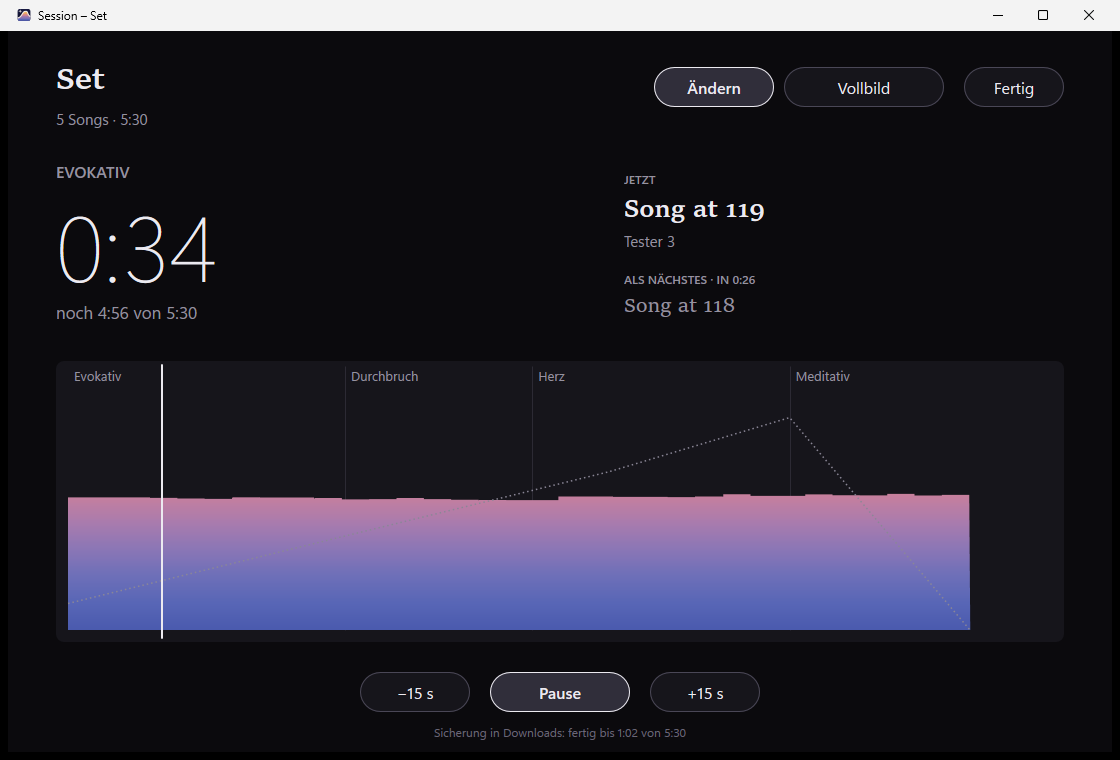 Session – Set
Set
Ändern
Vollbild
Fertig
5 Songs · 5:30
EVOKATIV
0:34
noch 4:56 von 5:30
JETZT
Song at 119
Tester 3
ALS NÄCHSTES · IN 0:26
Song at 118
Evokativ
Durchbruch
Herz
Meditativ
−15 s
Pause
+15 s
Sicherung in Downloads: fertig bis 1:02 von 5:30